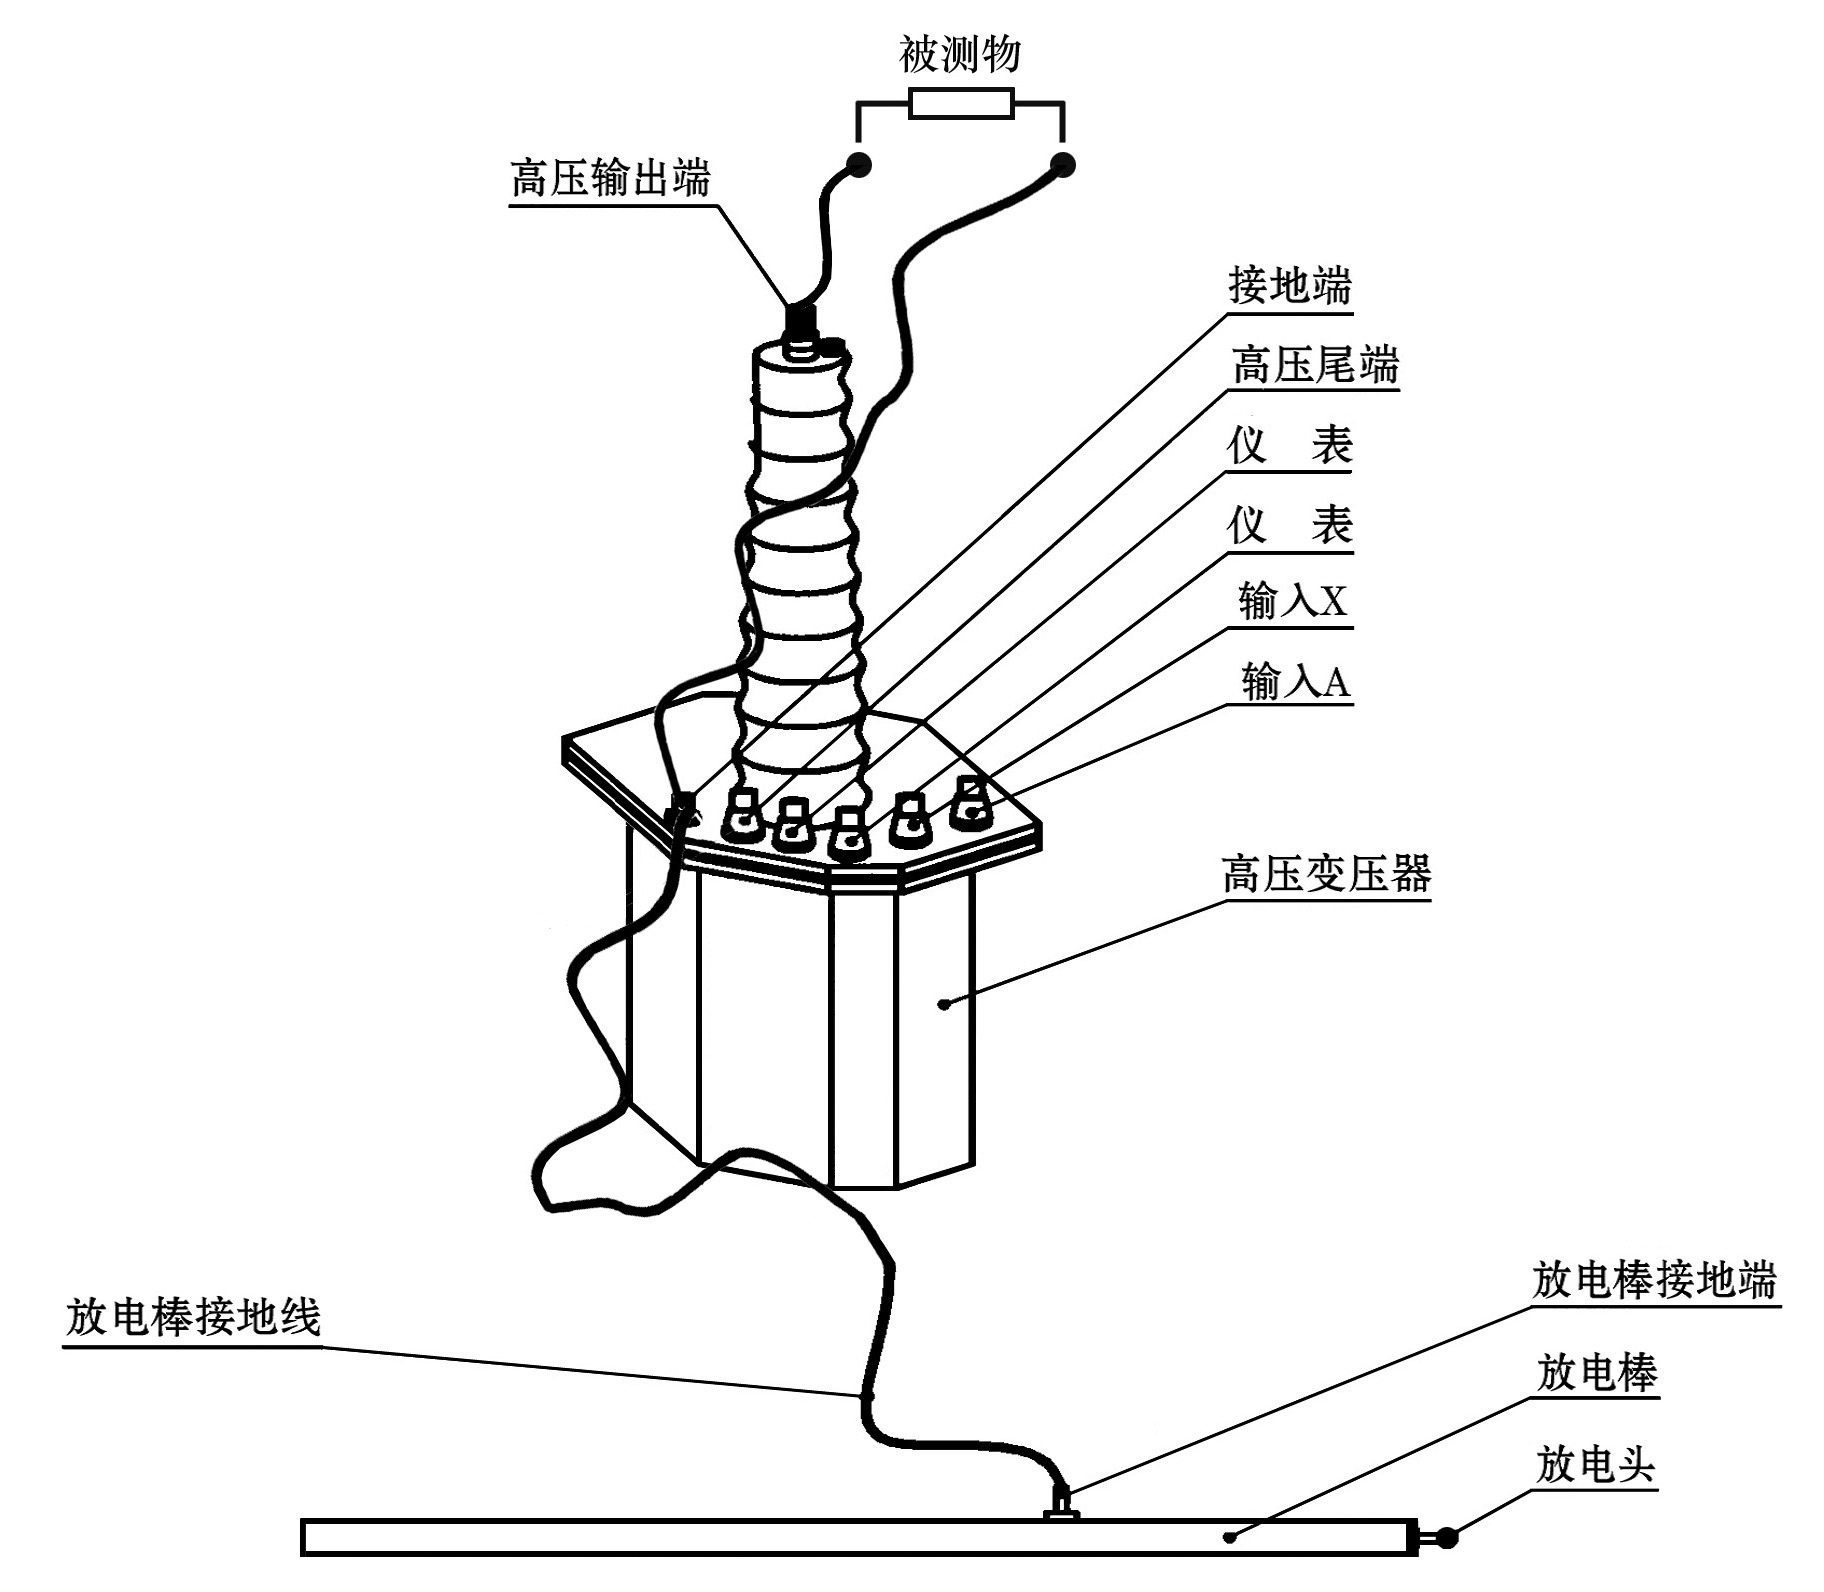 被测物
高压输出端
接地端
高压尾端
仪 表
仪 表
输入X
输入A
高压变压器
放电棒接地端
放电棒接地线
放电棒
放电头